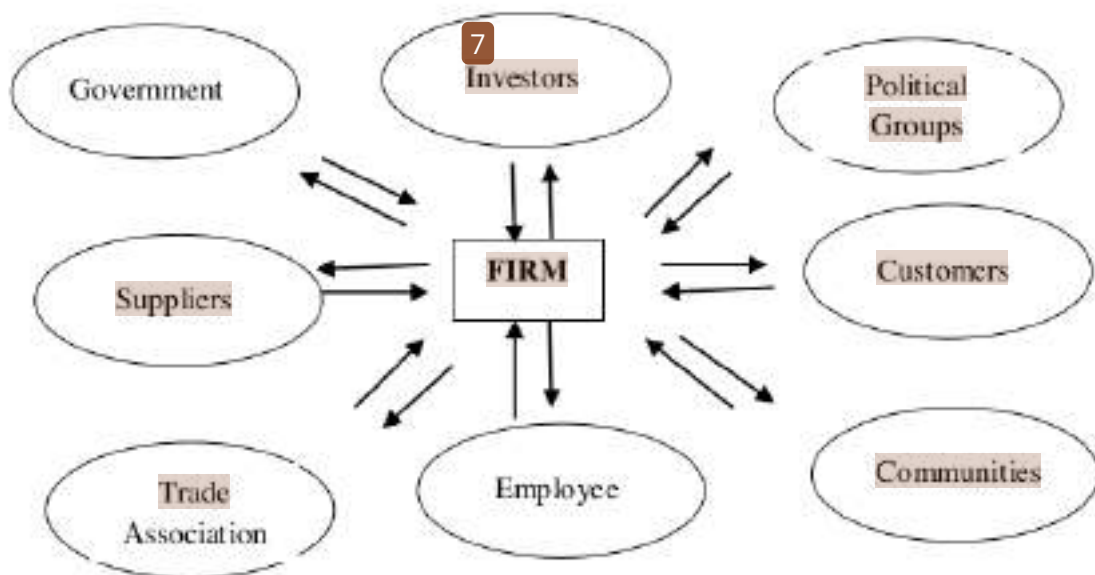 7
Government
Investors
Political
Groups
Suppliers
FIRM
Customers
Trade
Association
Employee
Communities